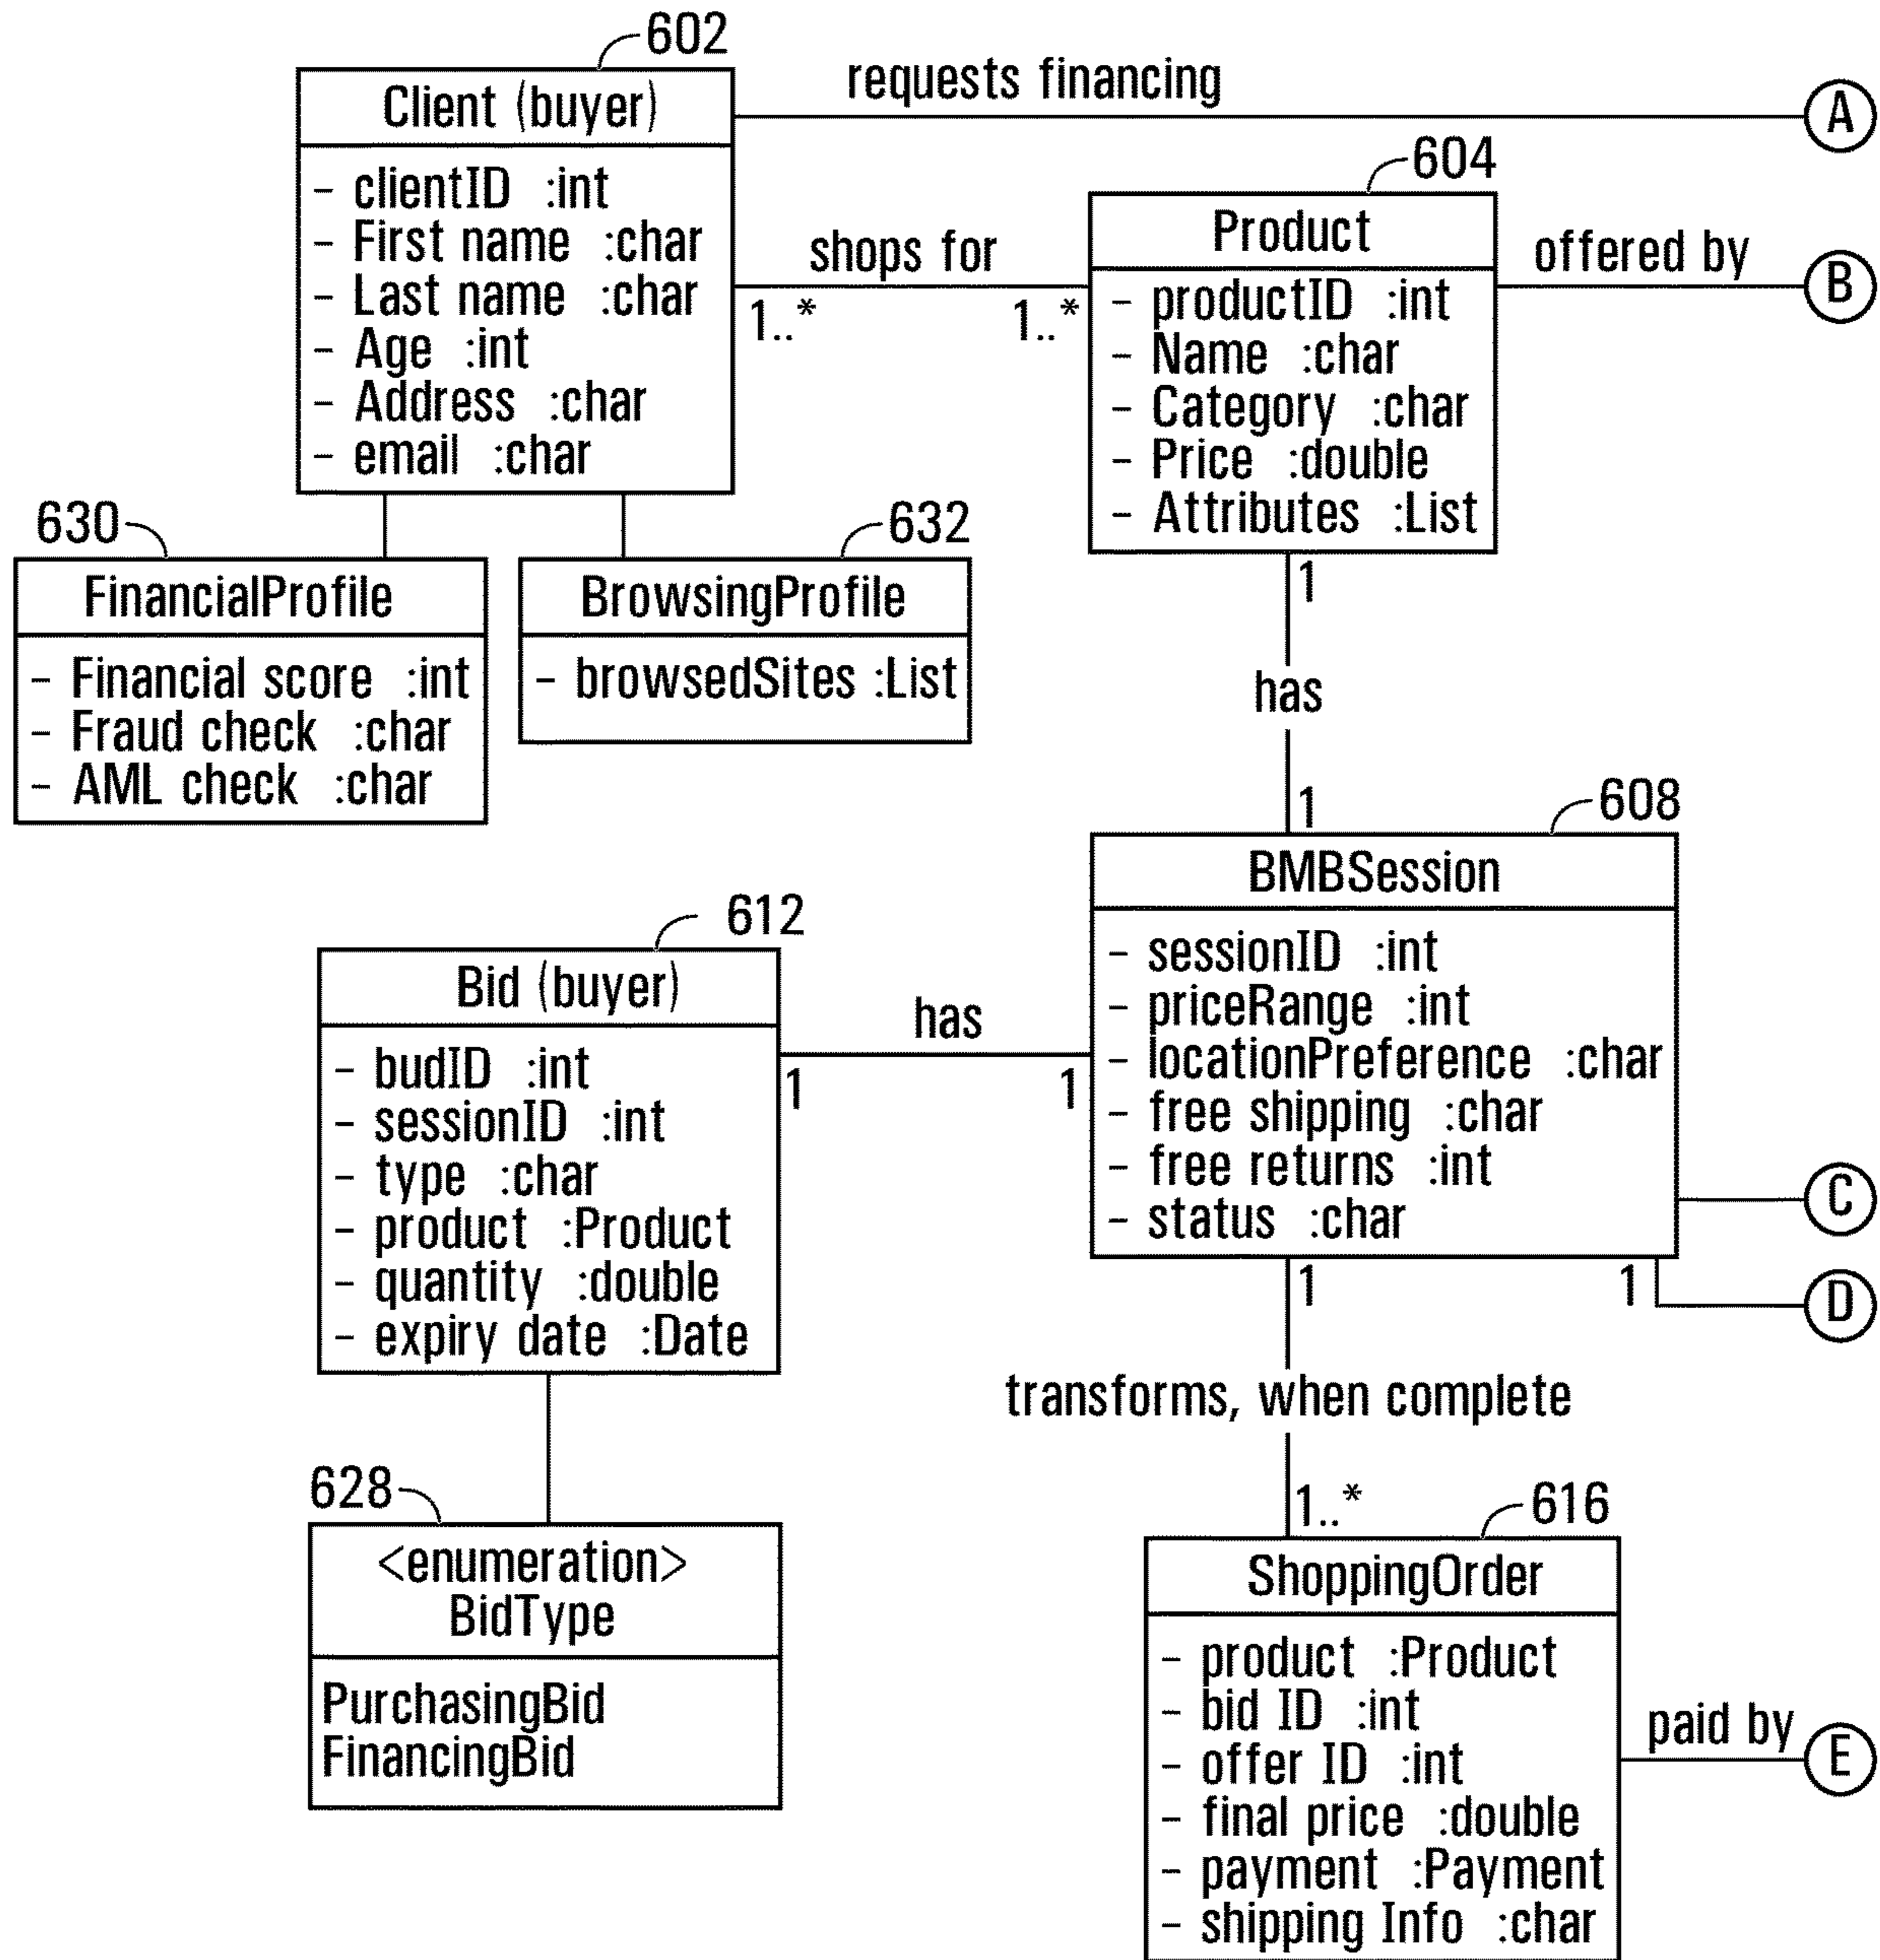 602
Client (buyer)
- clientID :int
- First name :char
- Last name :char
- Age :int
- Address :char
- email :char
requests financing
A
shops for
1..*
1..*
604
Product
- productID :int
- Name :char
- Category :char
- Price :double
- Attributes :List
offered by
B
630
FinancialProfile
- Financial score :int
- Fraud check :char
- AML check :char
632
BrowsingProfile
- browsedSites :List
1
has
1
608
BMBSession
- sessionID :int
- priceRange :int
- locationPreference :char
- free shipping :char
- free returns :int
- status :char
C
1
D
612
Bid (buyer)
- budID :int
- sessionID :int
- type :char
- product :Product
- quantity :double
- expiry date :Date
has
1
1
1
transforms, when complete
1..*
628
<enumeration>
BidType
PurchasingBid
FinancingBid
616
ShoppingOrder
- product :Product
- bid ID :int
- offer ID :int
- final price :double
- payment :Payment
- shipping Info :char
paid by
E